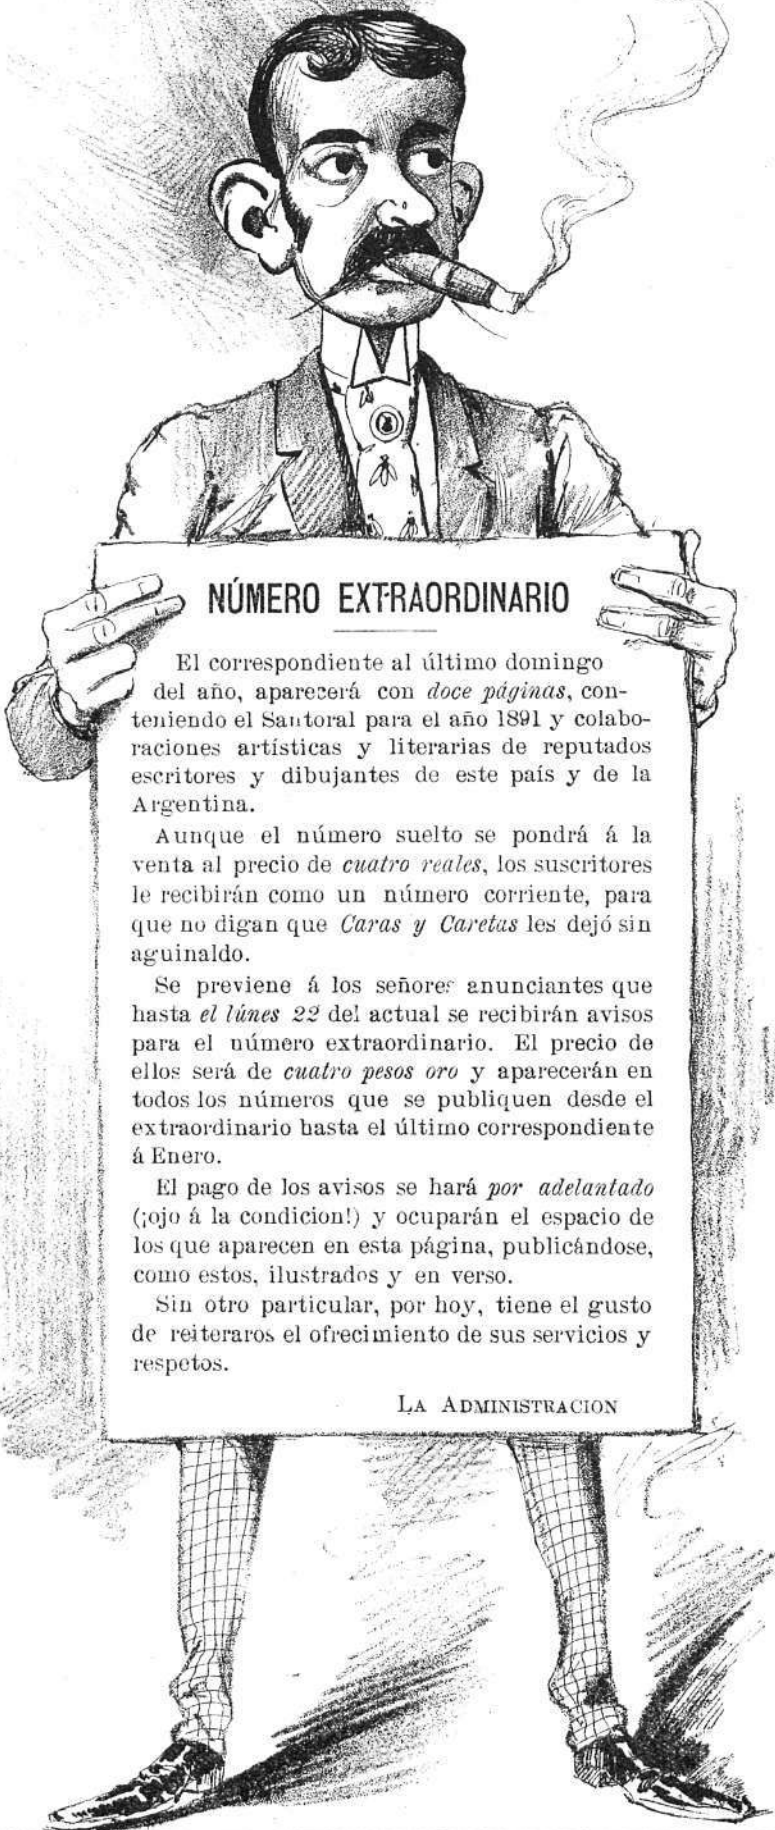 NÚMERO EXTRAORDINARIO
El correspondiente al último domingo
del año, aparecerá con doce páginas, con-
teniendo el Santoral para el año 1891 y colabo-
raciones artísticas y literarias de reputados
escritores y dibujantes de este país y de la
Argentina.
Aunque el número suelto se pondrá á la
venta al precio de cuatro reales, los suscritores
le recibirán como un número corriente, para
que no digan que Caras y Caretas les dejó sin
aguinaldo.
Se previene á los señores anunciantes que
hasta el lúnes 22 del actual se recibirán avisos
para el número extraordinario. El precio de
ellos será de cuatro pesos oro y aparecerán en
todos los números que se publiquen desde el
extraordinario hasta el último correspondiente
á Enero.
El pago de los avisos se hará por adelantado
(¡ojo á la condicion!) y ocuparán el espacio de
los que aparecen en esta página, publicándose,
como estos, ilustrados y en verso.
Sin otro particular, por hoy, tiene el gusto
de reiteraros el ofrecimiento de sus servicios y
respetos.
LA ADMINISTRACION